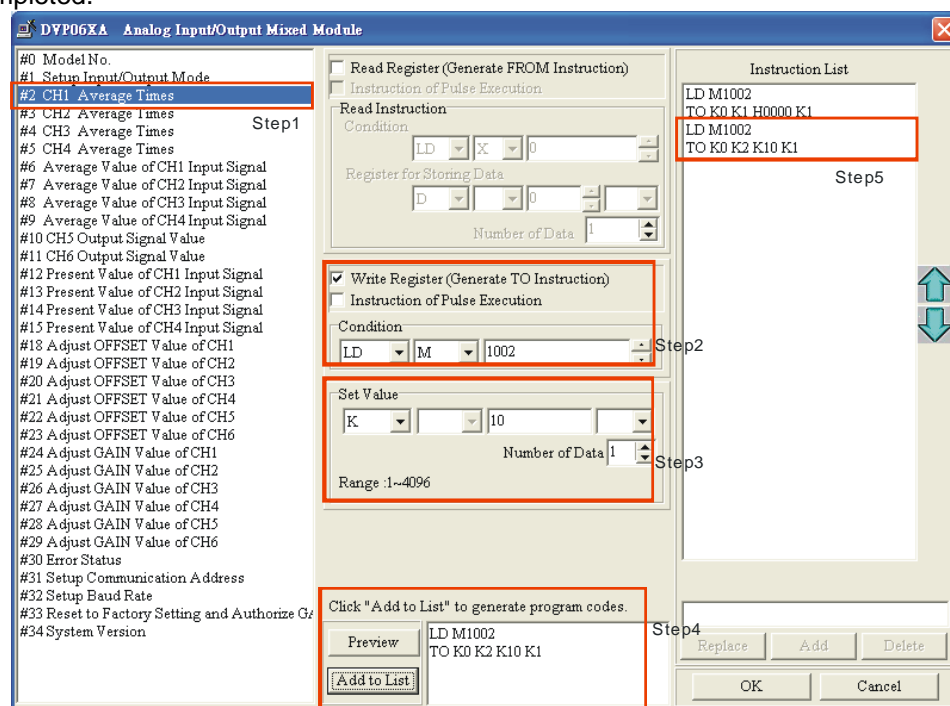 mpleted.
DVP06XA Analog Input/Output Mixed Module
#0 Model No.
#1 Setup Input/Output Mode
#2 CH1 Average Times
#3 CH2 Average Times
#4 CH3 Average Times
#5 CH4 Average Times
#6 Average Value of CH1 Input Signal
#7 Average Value of CH2 Input Signal
#8 Average Value of CH3 Input Signal
#9 Average Value of CH4 Input Signal
#10 CH5 Output Signal Value
#11 CH6 Output Signal Value
#12 Present Value of CH1 Input Signal
#13 Present Value of CH2 Input Signal
#14 Present Value of CH3 Input Signal
#15 Present Value of CH4 Input Signal
#18 Adjust OFFSET Value of CH1
#19 Adjust OFFSET Value of CH2
#20 Adjust OFFSET Value of CH3
#21 Adjust OFFSET Value of CH4
#22 Adjust OFFSET Value of CH5
#23 Adjust OFFSET Value of CH6
#24 Adjust GAIN Value of CH1
#25 Adjust GAIN Value of CH2
#26 Adjust GAIN Value of CH3
#27 Adjust GAIN Value of CH4
#28 Adjust GAIN Value of CH5
#29 Adjust GAIN Value of CH6
#30 Error Status
#31 Setup Communication Address
#32 Setup Baud Rate
#33 Reset to Factory Setting and Authorize GA
#34 System Version
Step1
Read Register (Generate FROM Instruction)
Instruction of Pulse Execution
Read Instruction
Condition
LD X 0
Register for Storing Data
D 0
Number of Data 1
Write Register (Generate TO Instruction)
Instruction of Pulse Execution
Condition
LD M 1002
Step2
Set Value
K 10
Number of Data 1
Step3
Range :1~4096
Click "Add to List" to generate program codes.
Preview
Add to List
LD M1002
TO K0 K2 K10 K1
Step4
Instruction List
LD M1002
TO K0 K1 H0000 K1
LD M1002
TO K0 K2 K10 K1
Step5
Replace Add Delete
OK Cancel